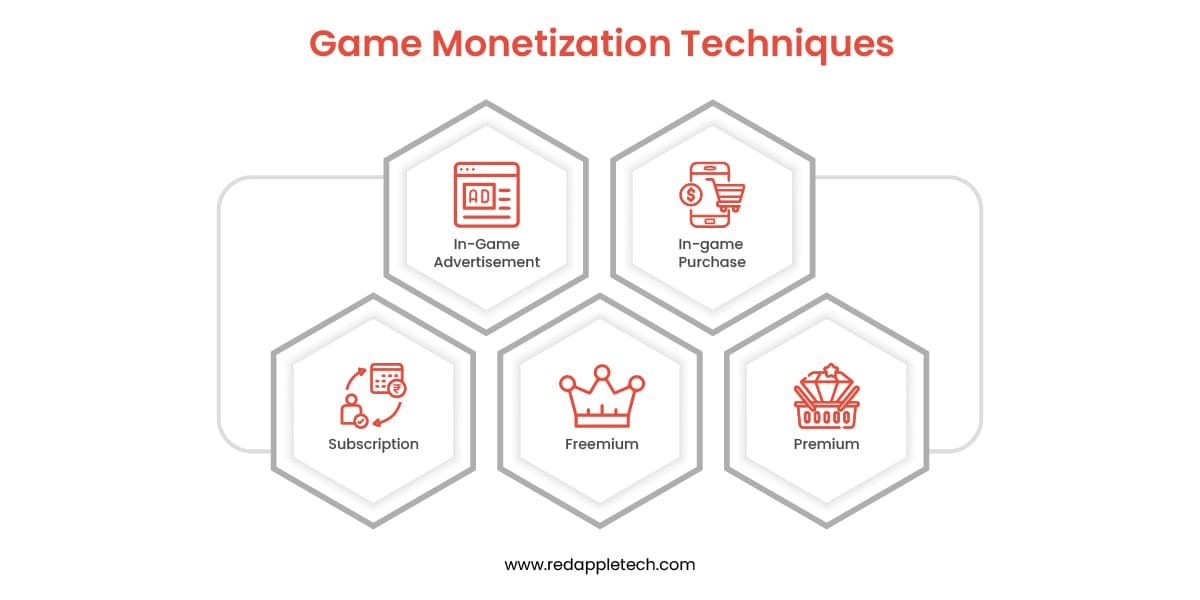 Game Monetization Techniques
AD
In-Game
Advertisement
$
In-game
Purchase
₹
Subscription
Freemium
Premium
www.redappletech.com